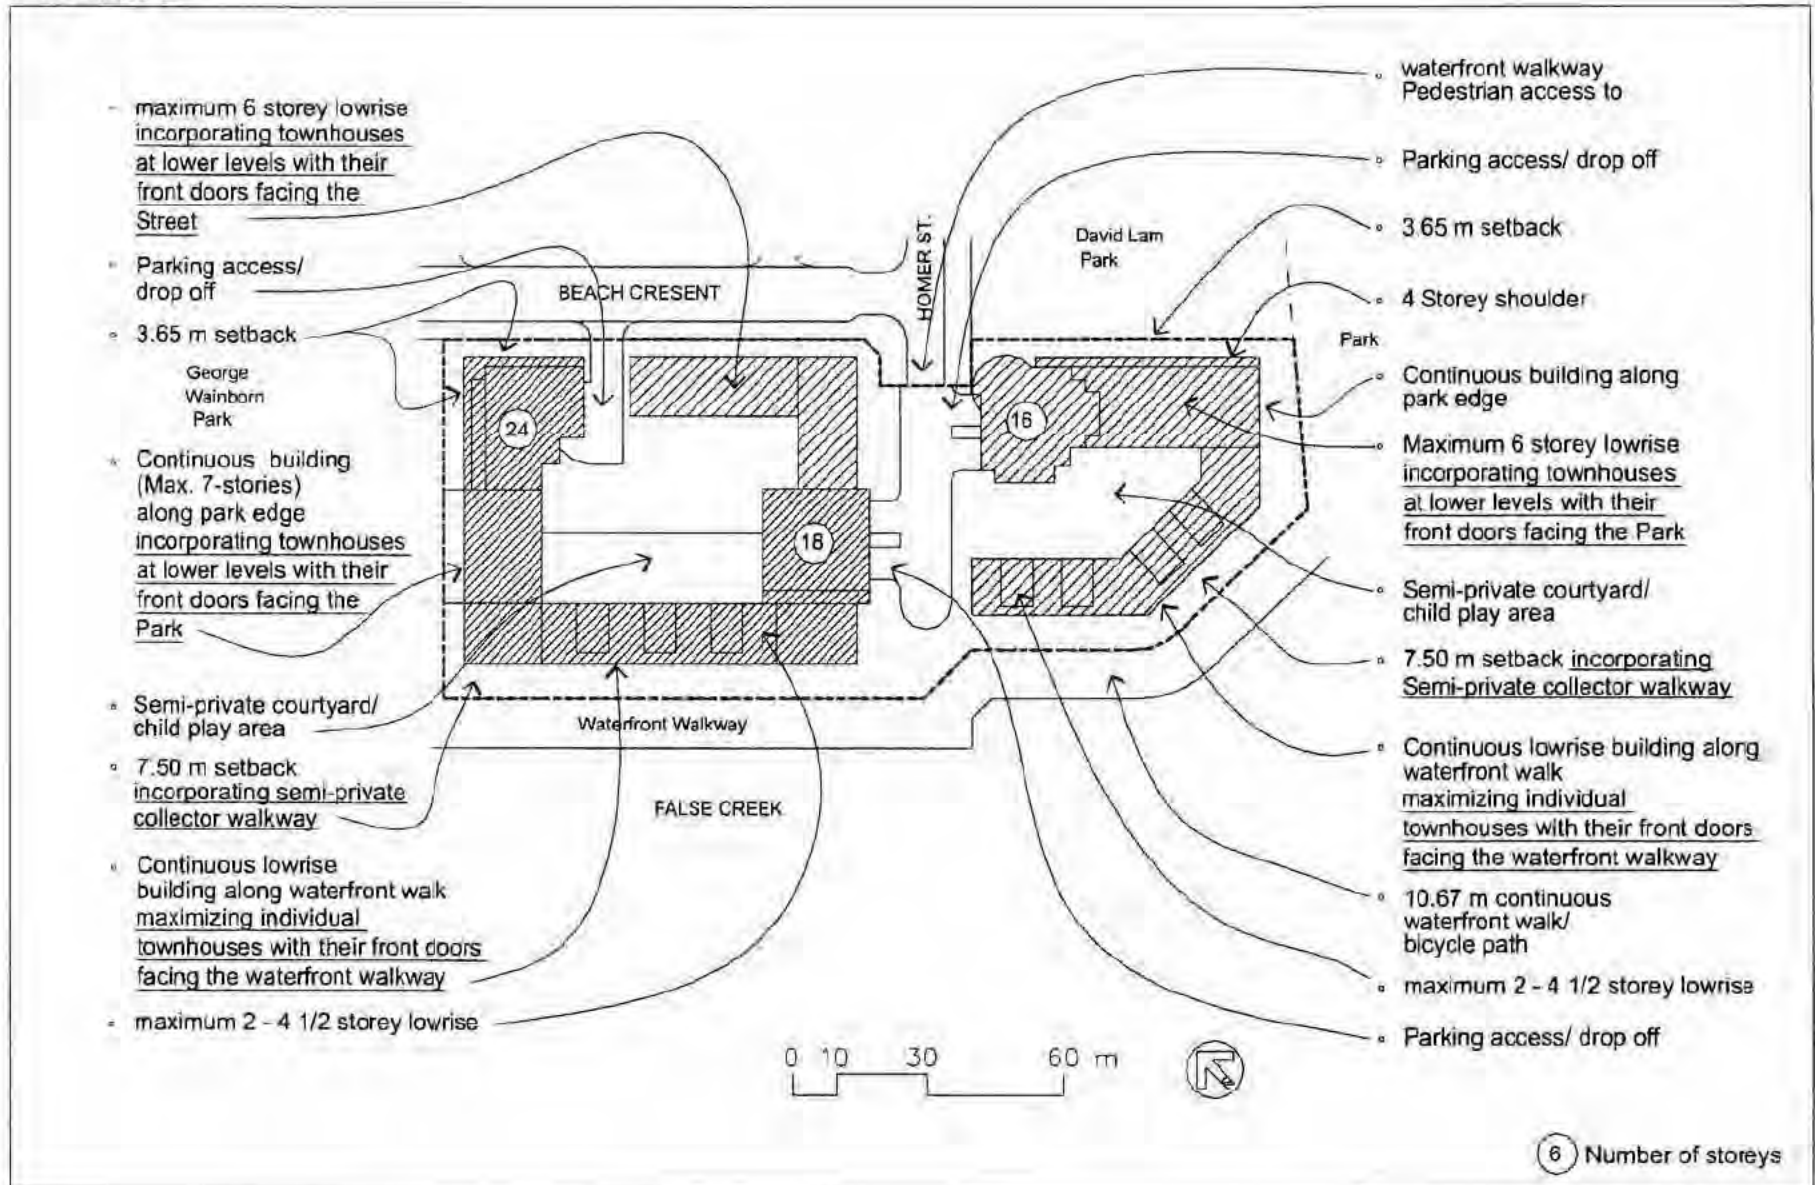 maximum 6 storey lowrise
incorporating townhouses
at lower levels with their
front doors facing the
Street
Parking access/
drop off
3.65 m setback
George
Wainborn
Park
Continuous building
(Max. 7-stories)
along park edge
incorporating townhouses
at lower levels with their
front doors facing the
Park
Semi-private courtyard/
child play area
7.50 m setback
incorporating semi-private
collector walkway
Continuous lowrise
building along waterfront walk
maximizing individual
townhouses with their front doors
facing the waterfront walkway
maximum 2 - 4 1/2 storey lowrise
BEACH CRESENT
HOMER ST.
David Lam
Park
Park
24
18
16
Waterfront Walkway
FALSE CREEK
waterfront walkway
Pedestrian access to
Parking access/ drop off
3.65 m setback
4 Storey shoulder
Continuous building along
park edge
Maximum 6 storey lowrise
incorporating townhouses
at lower levels with their
front doors facing the Park
Semi-private courtyard/
child play area
7.50 m setback incorporating
Semi-private collector walkway
Continuous lowrise building along
waterfront walk
maximizing individual
townhouses with their front doors
facing the waterfront walkway
10.67 m continuous
waterfront walk/
bicycle path
maximum 2 - 4 1/2 storey lowrise
Parking access/ drop off
0 10 30 60 m
6 Number of storeys